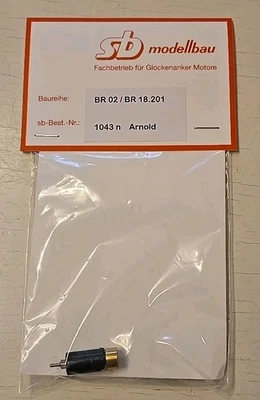 sb modellbau
Fachbetrieb für Glockenanker Motore
Baureihe: BR 02 / BR 18.201
sb-Best.-Nr.: 1043 n Arnold